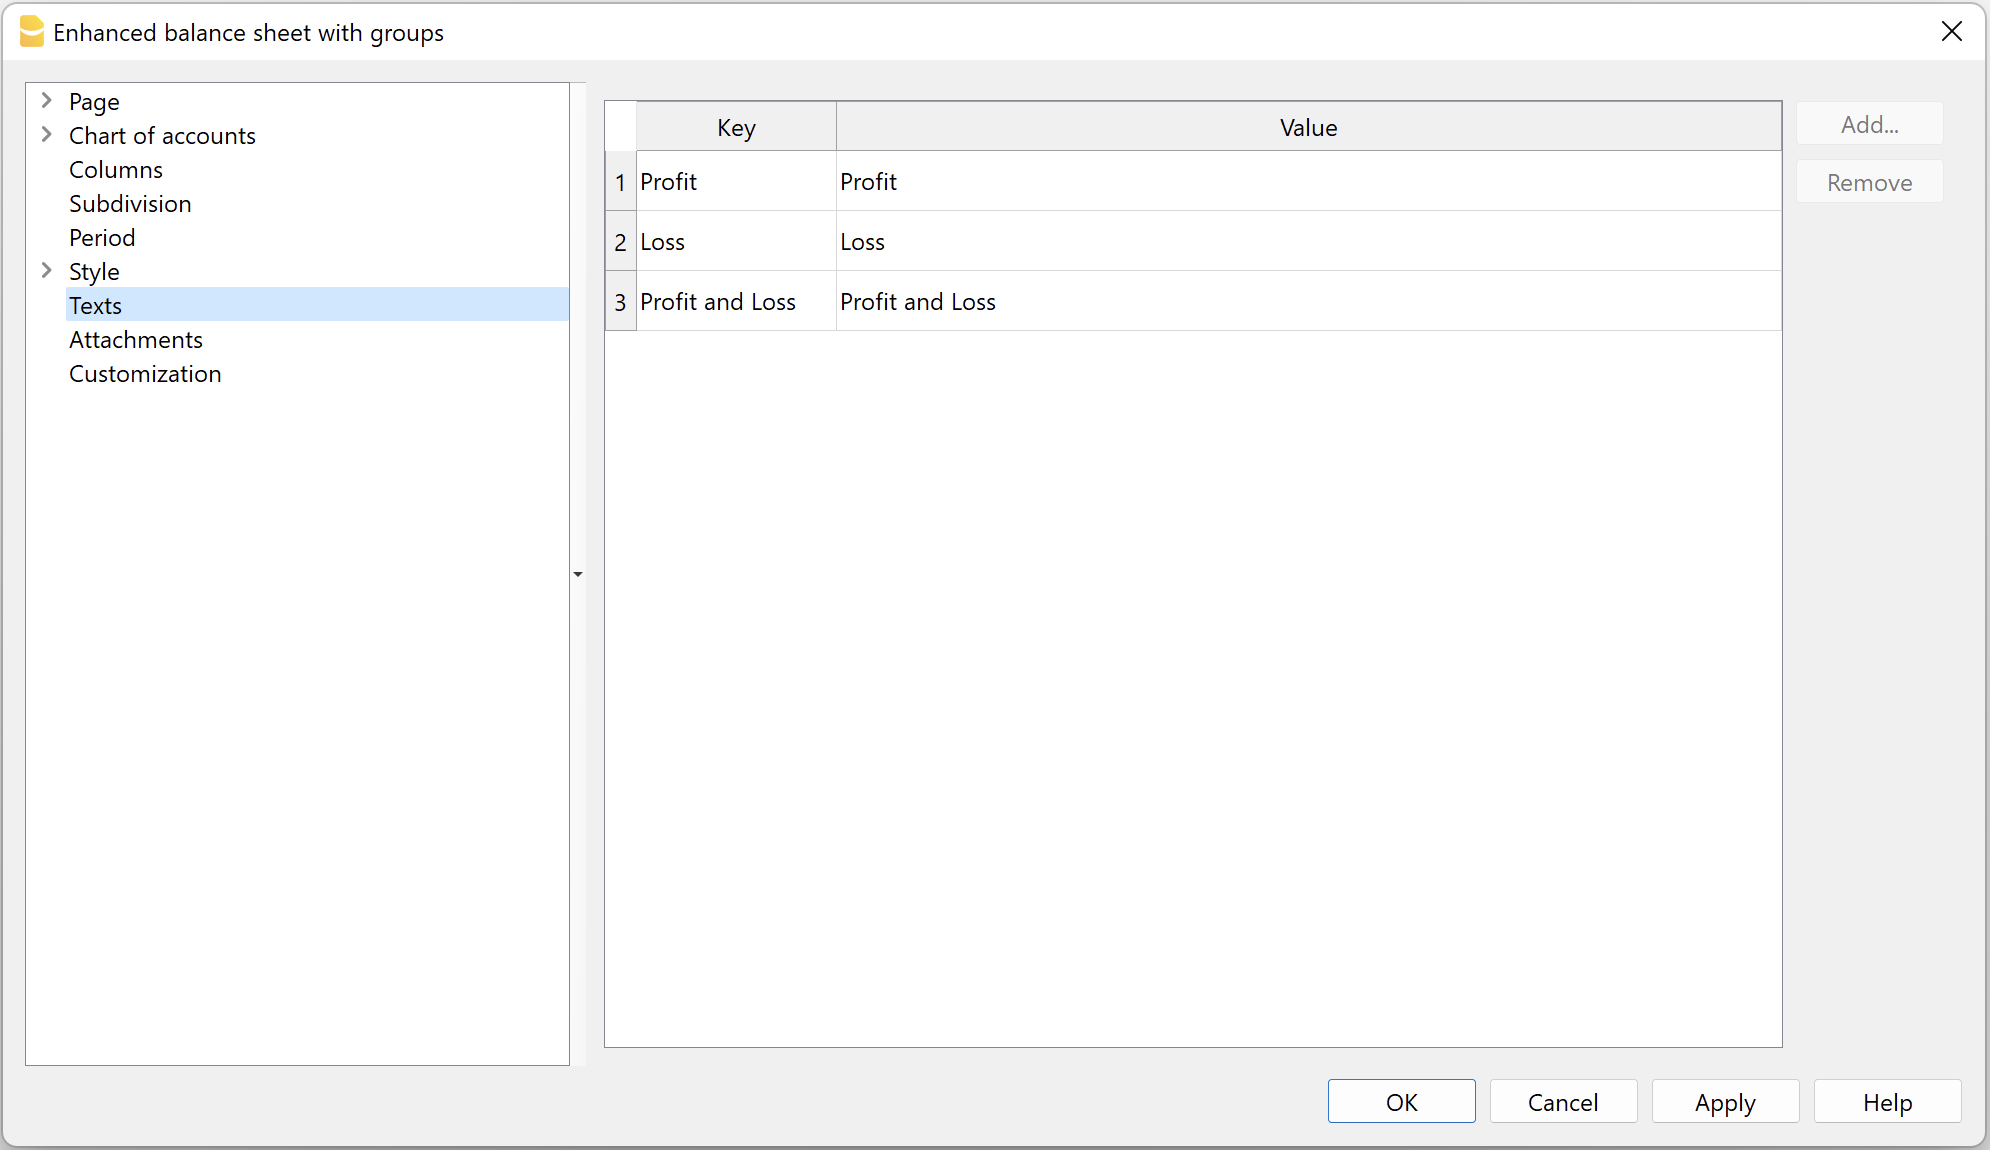 Enhanced balance sheet with groups
Page
Chart of accounts
Columns
Subdivision
Period
Style
Texts
Attachments
Customization
Key Value
1 Profit Profit
2 Loss Loss
3 Profit and Loss Profit and Loss
Add...
Remove
OK Cancel Apply Help